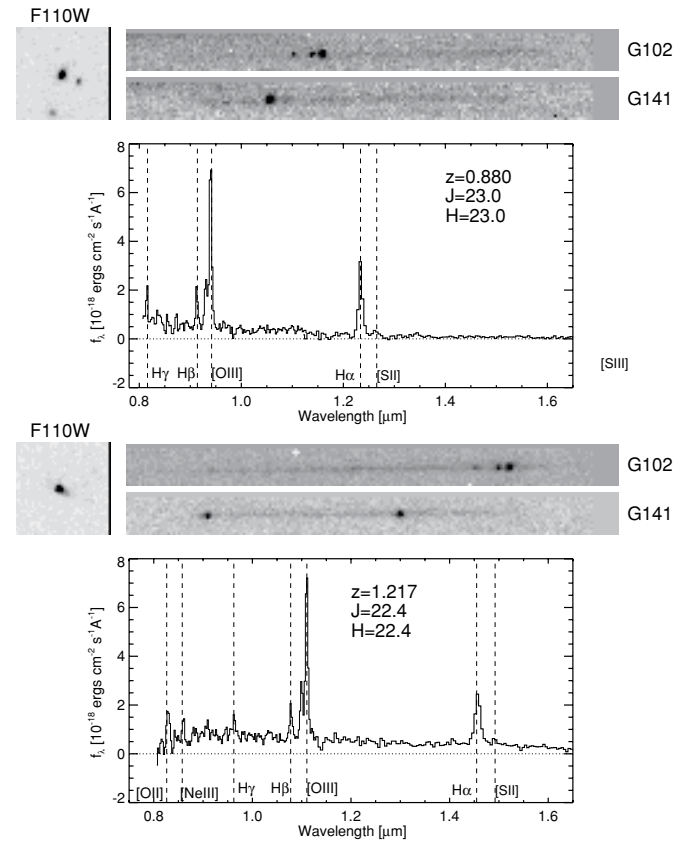 F110W
G102
G141
8
6
4
2
0
-2
f_λ [10⁻¹⁸ ergs cm⁻² s⁻¹ A⁻¹]
z=0.880
J=23.0
H=23.0
Hγ Hβ [OIII] Hα [SII]
[SIII]
0.8 1.0 1.2 1.4 1.6
Wavelength [μm]
F110W
G102
G141
8
6
4
2
0
-2
f_λ [10⁻¹⁸ ergs cm⁻² s⁻¹ A⁻¹]
z=1.217
J=22.4
H=22.4
[OII] [NeIII] Hγ Hβ [OIII] Hα [SII]
0.8 1.0 1.2 1.4 1.6
Wavelength [μm]